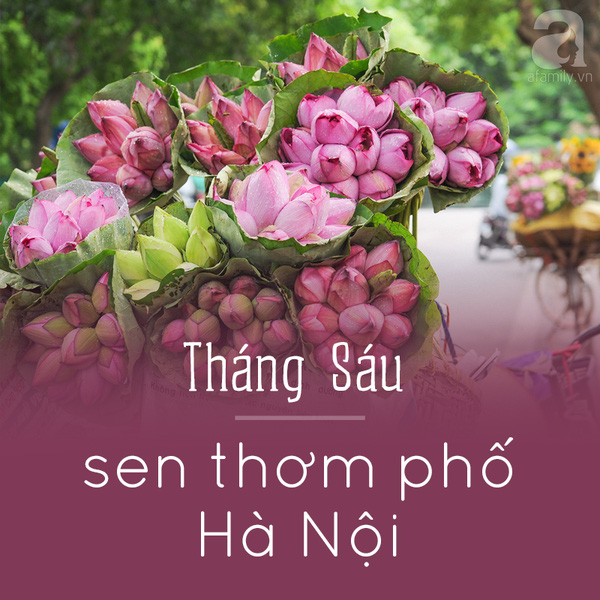 a
afamily.vn
Tháng Sáu
sen thơm phố
Hà Nội